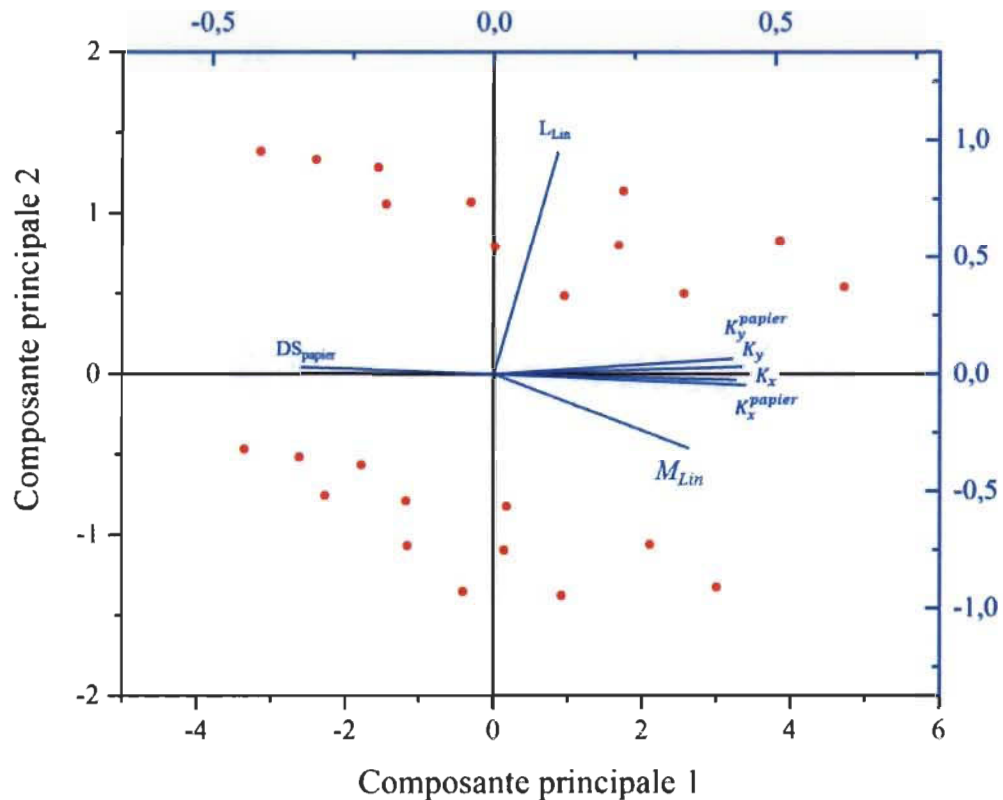 -0,5 0,0 0,5
2
1
0
-1
-2
Composante principale 2
1,0
0,5
0,0
-0,5
-1,0
L_Lin
DS_papier
K_y^papier
K_y
K_x
K_x^papier
M_Lin
-4 -2 0 2 4 6
Composante principale 1